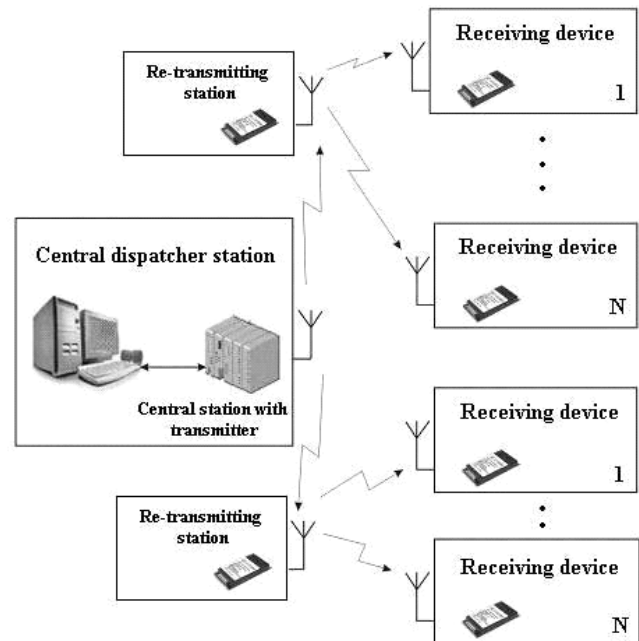 Re-transmitting
station
Receiving device
1
Central dispatcher station
Central station with
transmitter
Receiving device
N
Re-transmitting
station
Receiving device
1
Receiving device
N